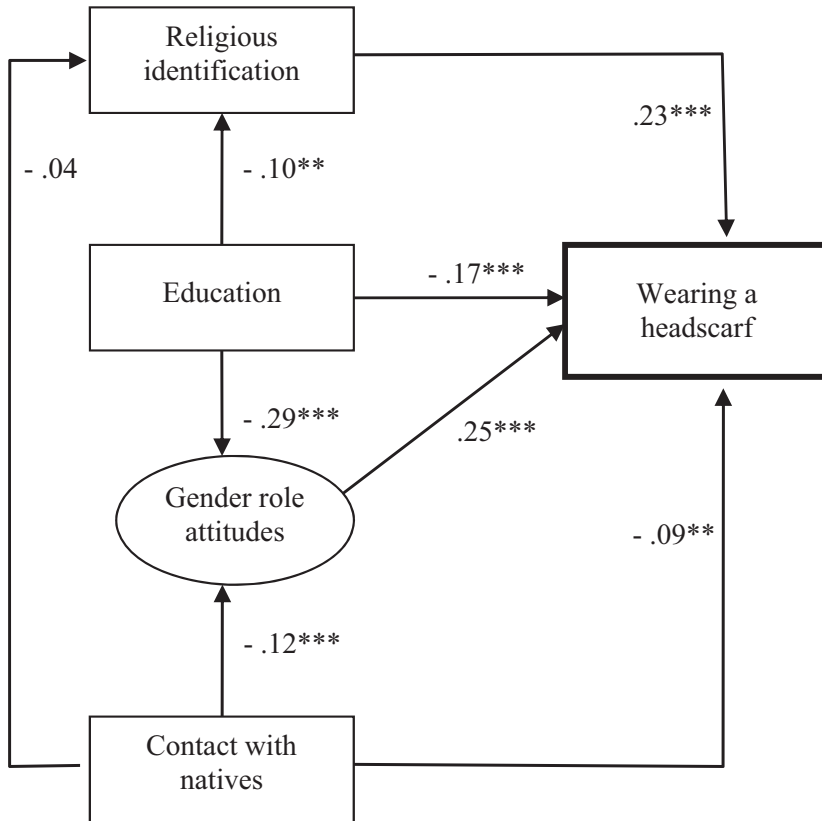 Religious
identification
.23***
- .04
- .10**
Education
- .17***
Wearing a
headscarf
- .29***
.25***
Gender role
attitudes
- .09**
- .12***
Contact with
natives